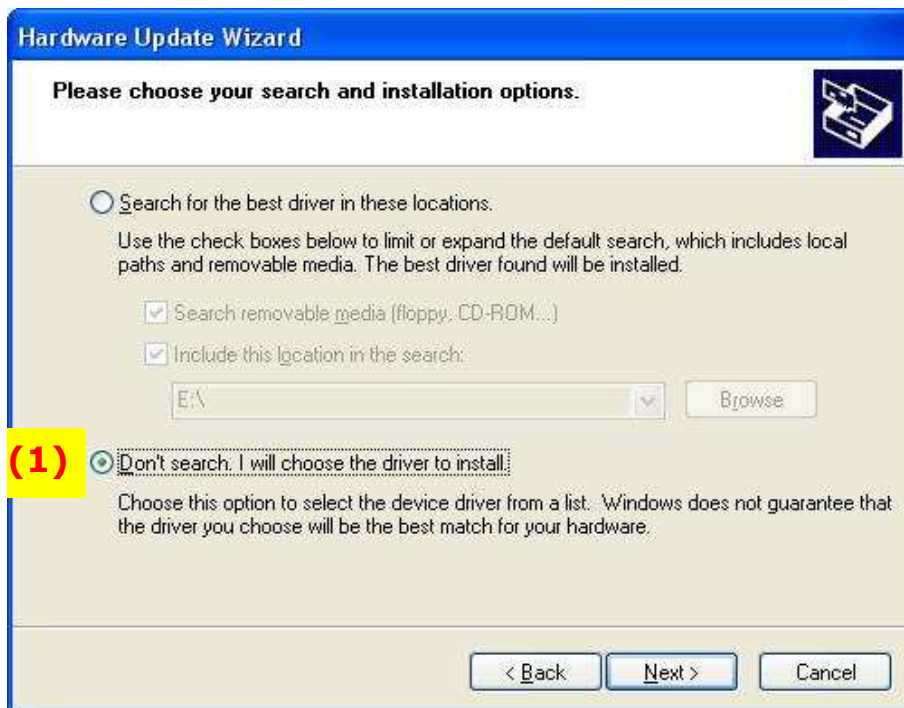 Hardware Update Wizard
Please choose your search and installation options.
Search for the best driver in these locations.
Use the check boxes below to limit or expand the default search, which includes local
paths and removable media. The best driver found will be installed.
Search removable media (floppy, CD-ROM...)
Include this location in the search:
E:\
Browse
(1)
Don't search. I will choose the driver to install.
Choose this option to select the device driver from a list.  Windows does not guarantee that
the driver you choose will be the best match for your hardware.
< Back
Next >
Cancel